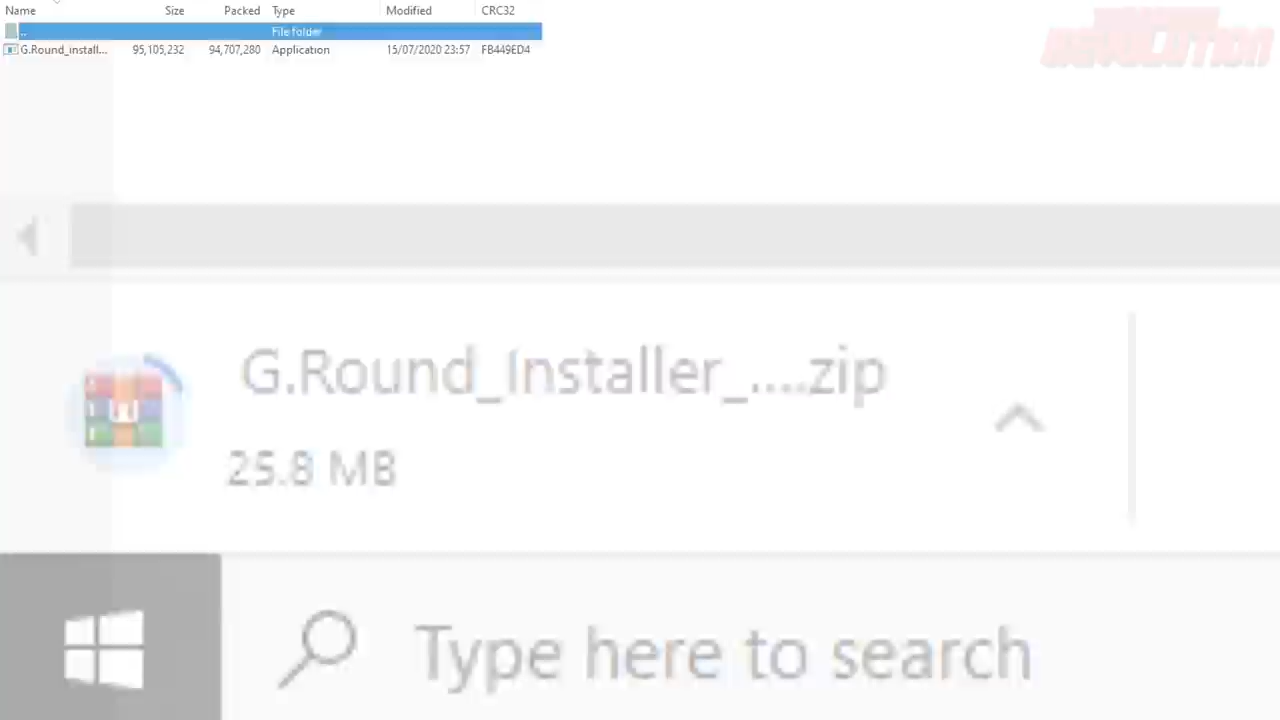 Name Size Packed Type Modified CRC32
.. File folder
G.Round_install... 95,105,232 94,707,280 Application 15/07/2020 23:57 FB449ED4
REVOLUTION
G.Round_Installer_....zip
25.8 MB
Type here to search